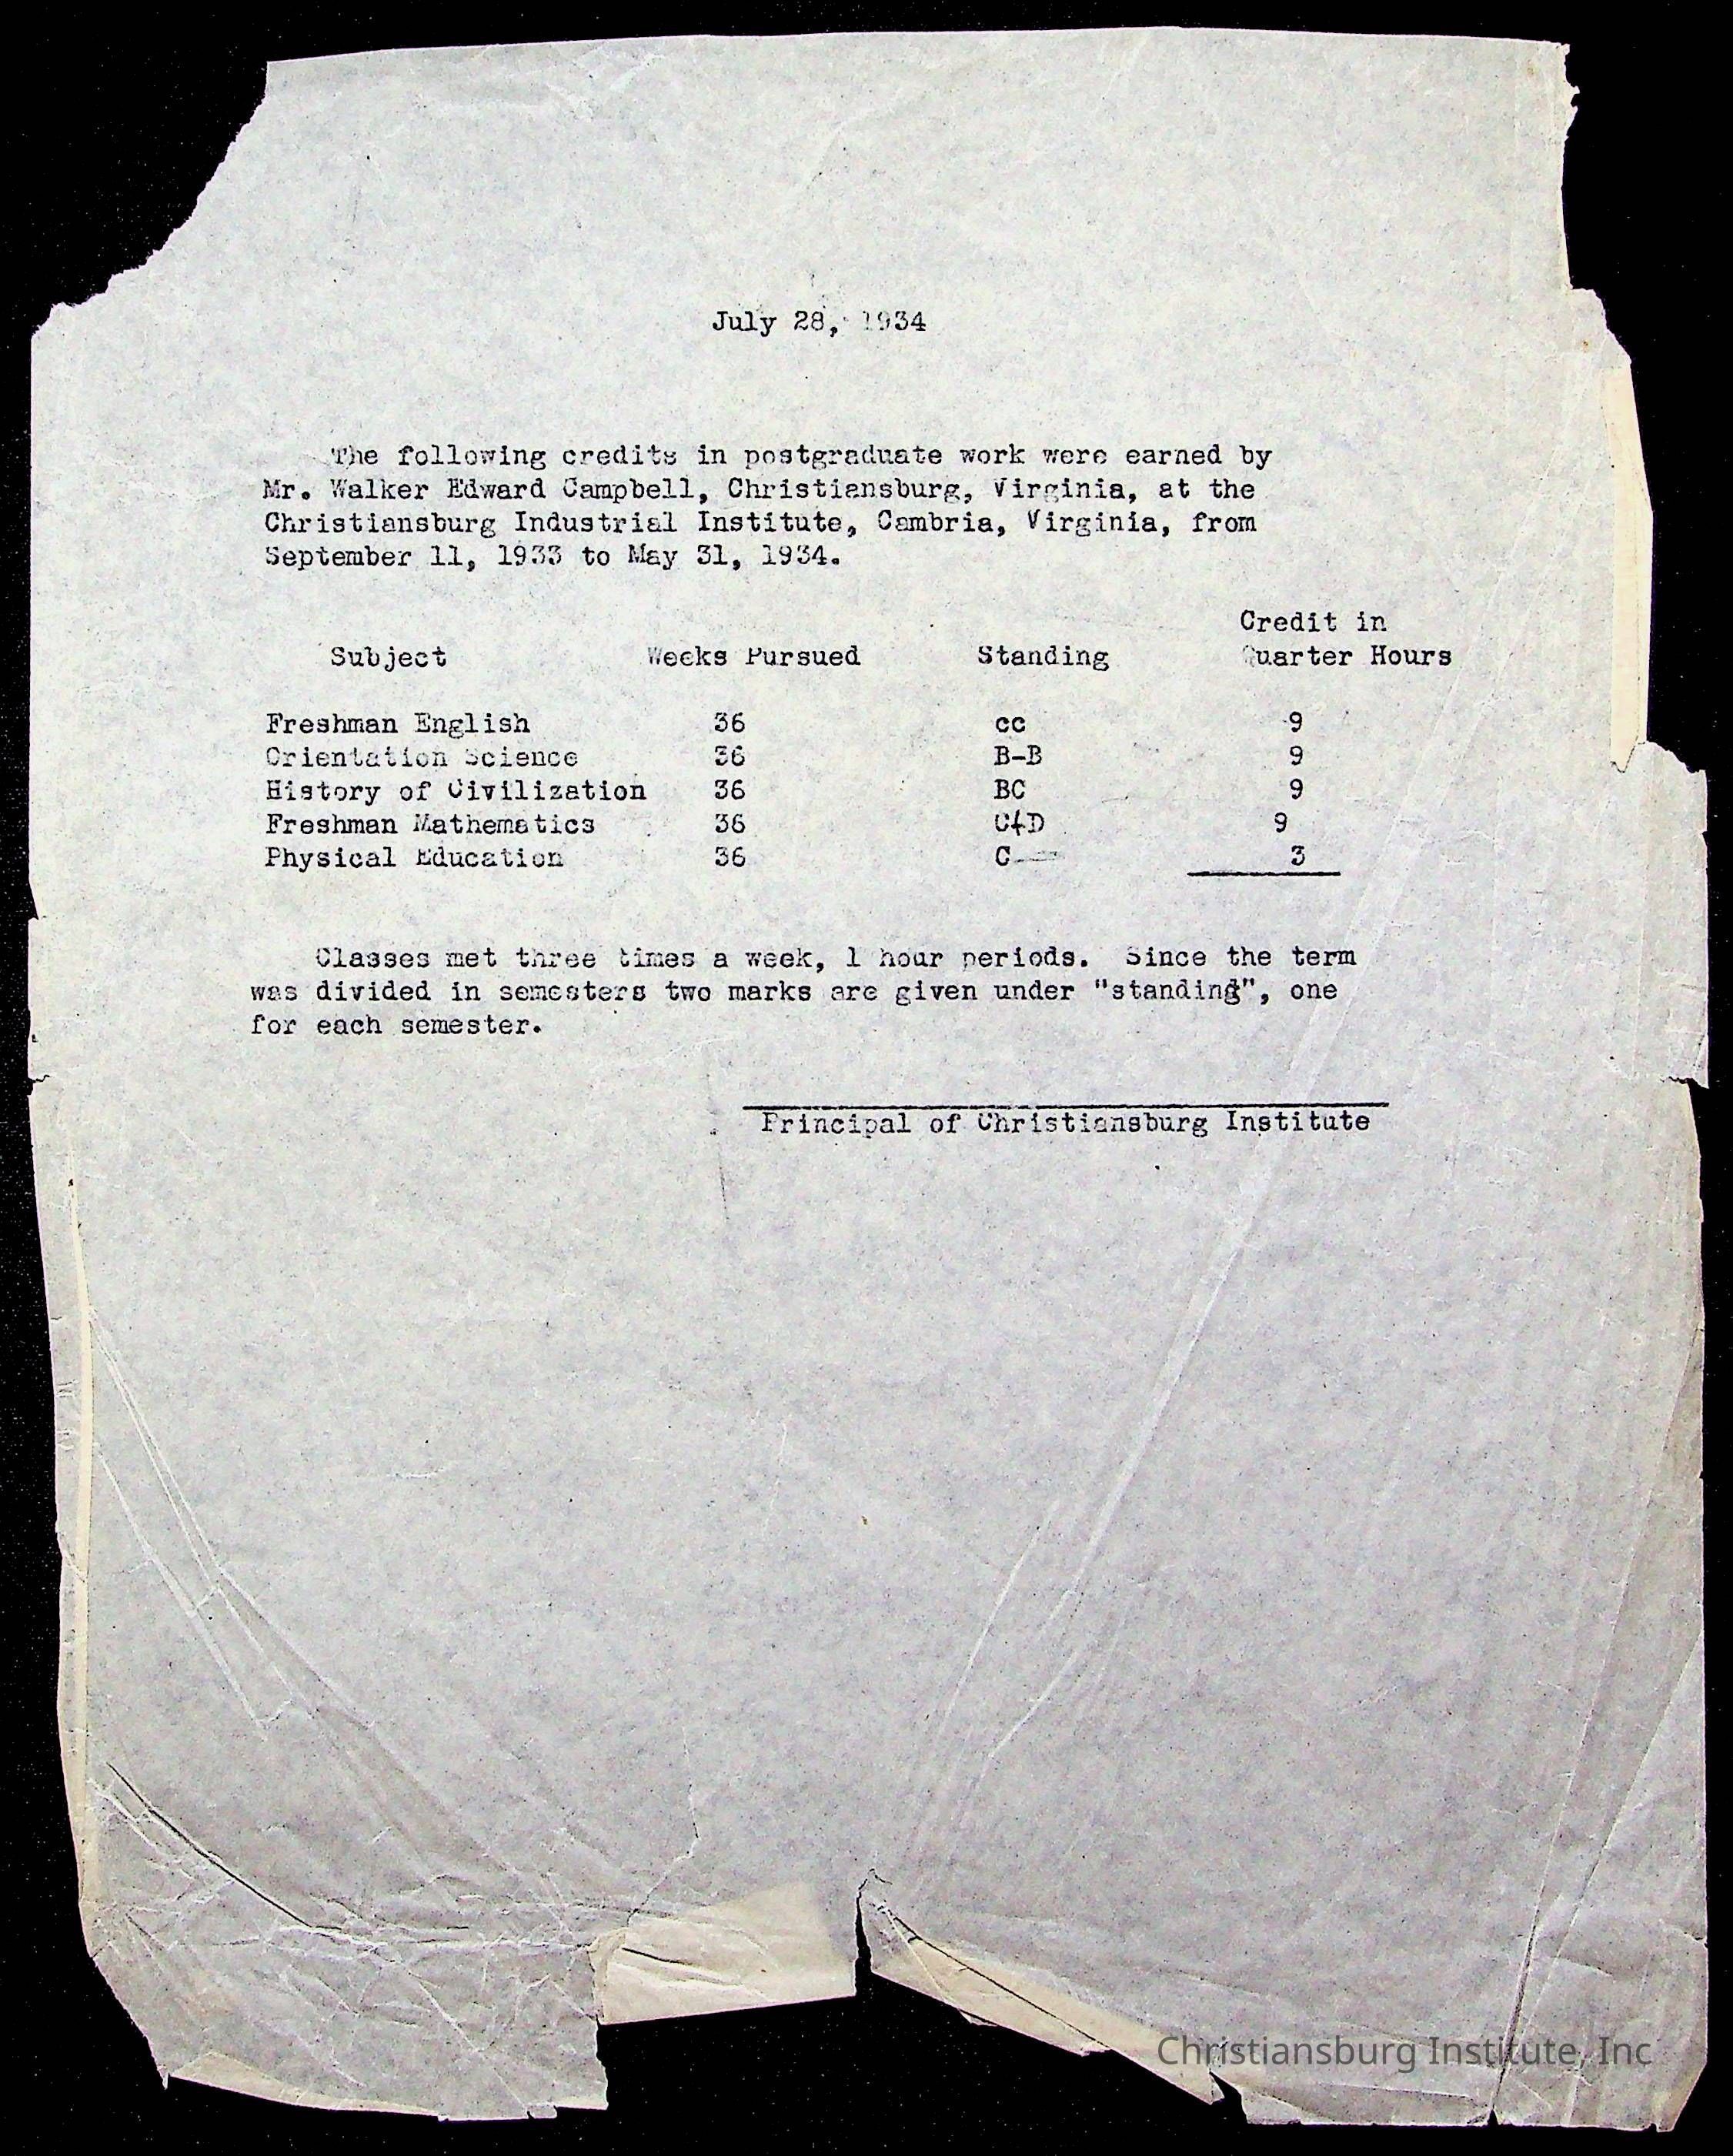 July 28, 1934
The following credits in postgraduate work were earned by
Mr. Walker Edward Campbell, Christiansburg, Virginia, at the
Christiansburg Industrial Institute, Cambria, Virginia, from
September 11, 1933 to May 31, 1934.
Credit in
Subject Weeks Pursued Standing Quarter Hours
Freshman English 36 cc 9
Orientation Science 36 B-B 9
History of Civilization 36 BC 9
Freshman Mathematics 36 C+D 9
Physical Education 36 C 3
Classes met three times a week, 1 hour periods. Since the term
was divided in semesters two marks are given under "standing", one
for each semester.
Principal of Christiansburg Institute
Christiansburg Institute, Inc